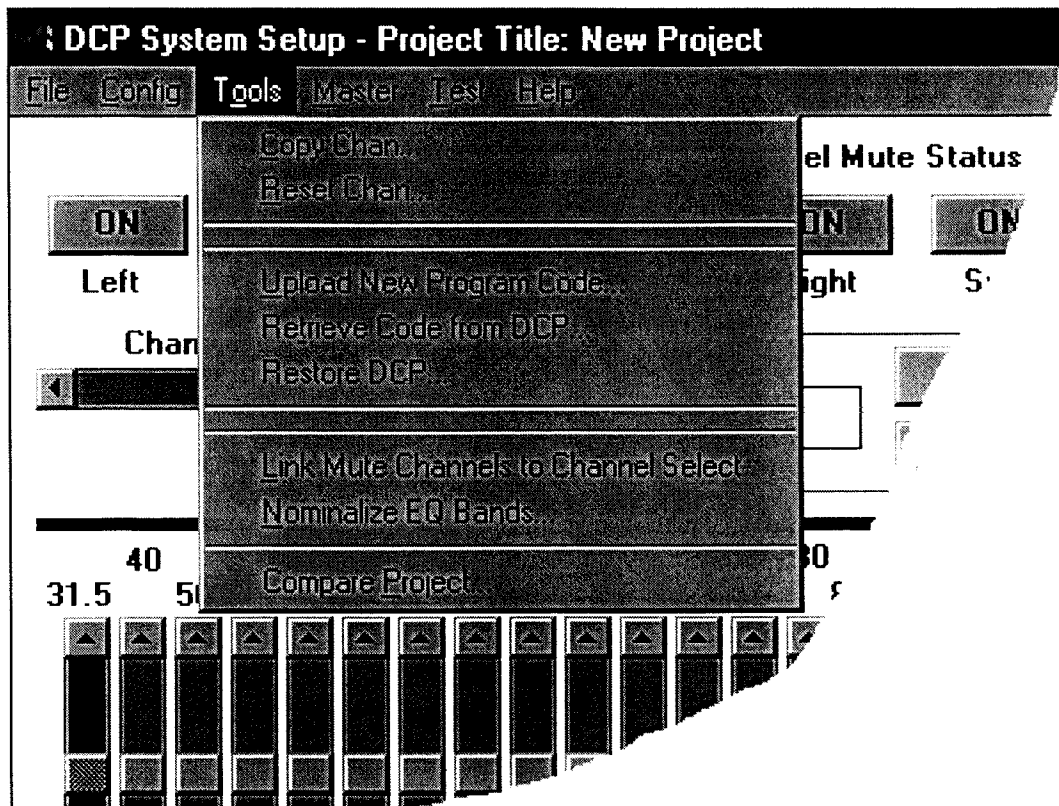 DCP System Setup - Project Title: New Project
File Config Tools Master Test Help
Copy Chan...
Reset Chan...
el Mute Status
ON
ON
ON
Left
ight
Upload New Program Code...
Retrieve Code from DCP...
Restore DCP...
Chan
Link Mute Channels to Channel Select
Nominalize EQ Bands...
Compare Project...
40
31.5